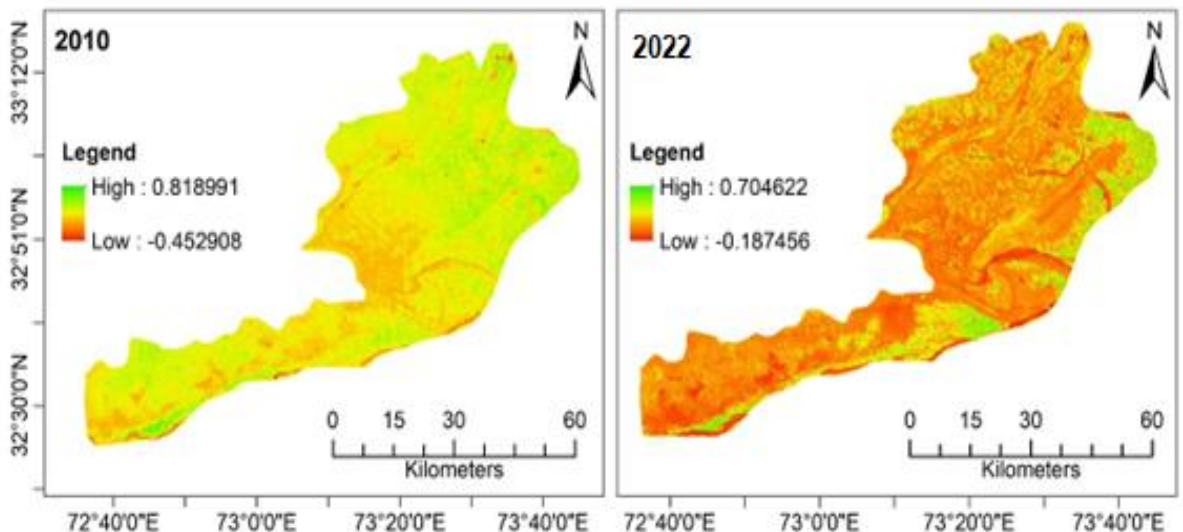 2010
N
Legend
High : 0.818991
Low : -0.452908
0 15 30 60
Kilometers
33°12'0"N
32°51'0"N
32°30'0"N
72°40'0"E 73°0'0"E 73°20'0"E 73°40'0"E
2022
N
Legend
High : 0.704622
Low : -0.187456
0 15 30 60
Kilometers
72°40'0"E 73°0'0"E 73°20'0"E 73°40'0"E